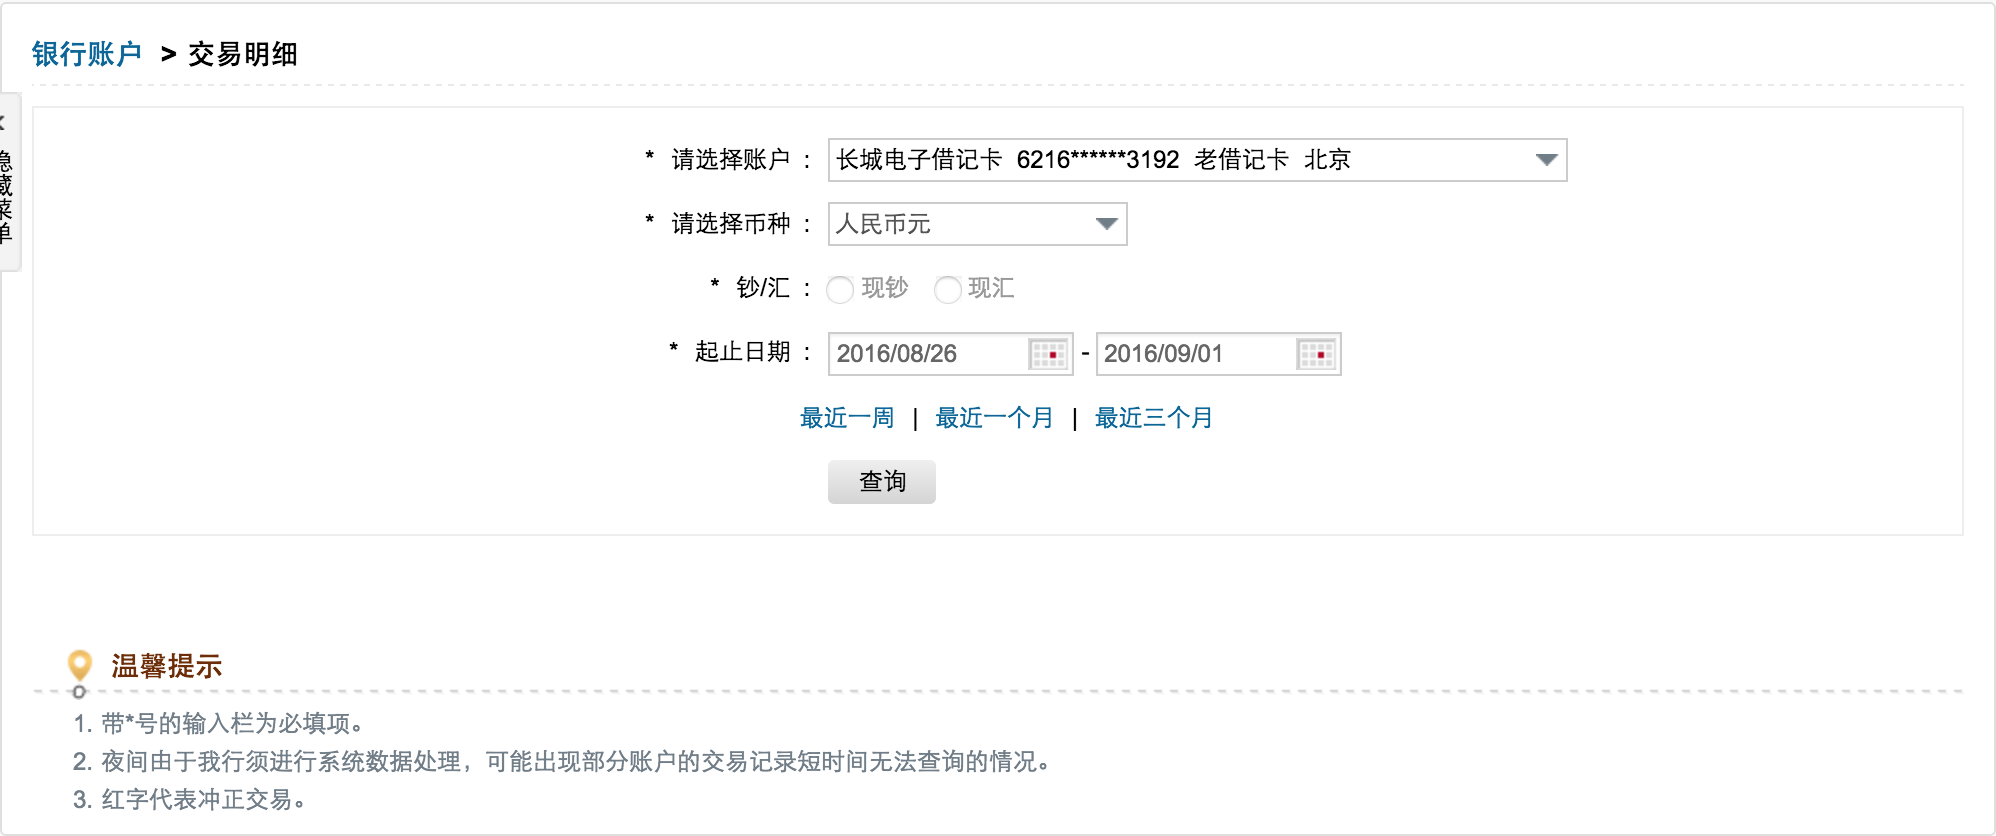 银行账户 > 交易明细
隐藏菜单
* 请选择账户 : 长城电子借记卡 6216******3192 老借记卡 北京
* 请选择币种 : 人民币元
* 钞/汇 : 现钞 现汇
* 起止日期 : 2016/08/26 - 2016/09/01
最近一周 | 最近一个月 | 最近三个月
查询
温馨提示
1. 带*号的输入栏为必填项。
2. 夜间由于我行须进行系统数据处理，可能出现部分账户的交易记录短时间无法查询的情况。
3. 红字代表冲正交易。